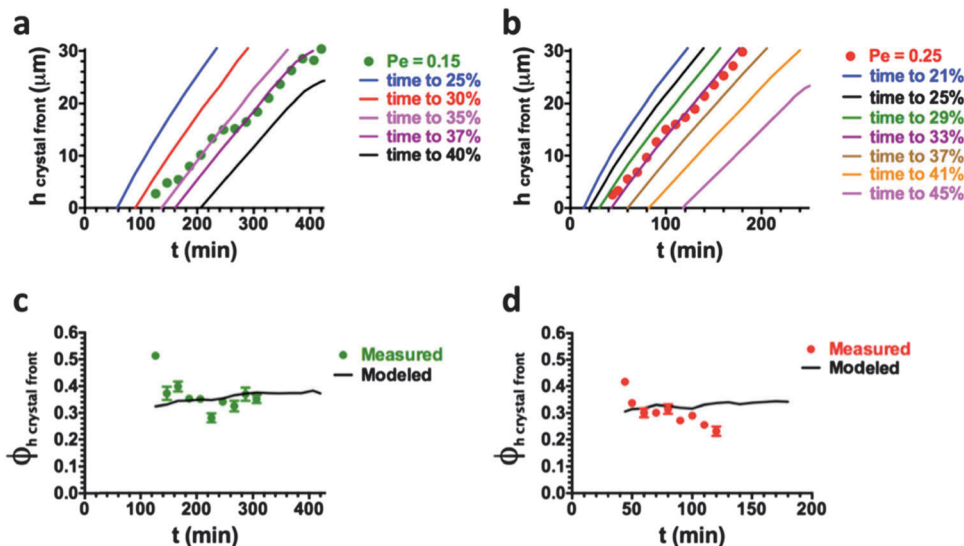 a
h crystal front (μm)
30
20
10
0
0
100
200
300
400
t (min)
Pe = 0.15
time to 25%
time to 30%
time to 35%
time to 37%
time to 40%
b
h crystal front (μm)
30
20
10
0
0
100
200
t (min)
Pe = 0.25
time to 21%
time to 25%
time to 29%
time to 33%
time to 37%
time to 41%
time to 45%
c
ϕ h crystal front
0.6
0.5
0.4
0.3
0.2
0.1
0.0
0
100
200
300
400
t (min)
Measured
Modeled
d
ϕ h crystal front
0.6
0.5
0.4
0.3
0.2
0.1
0.0
0
50
100
150
200
t (min)
Measured
Modeled